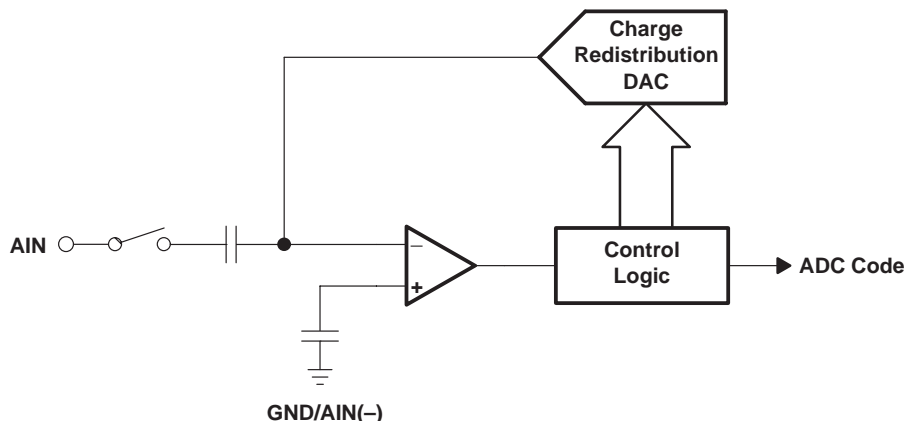 Charge
Redistribution
DAC
AIN
–
+
Control
Logic
ADC Code
GND/AIN(–)